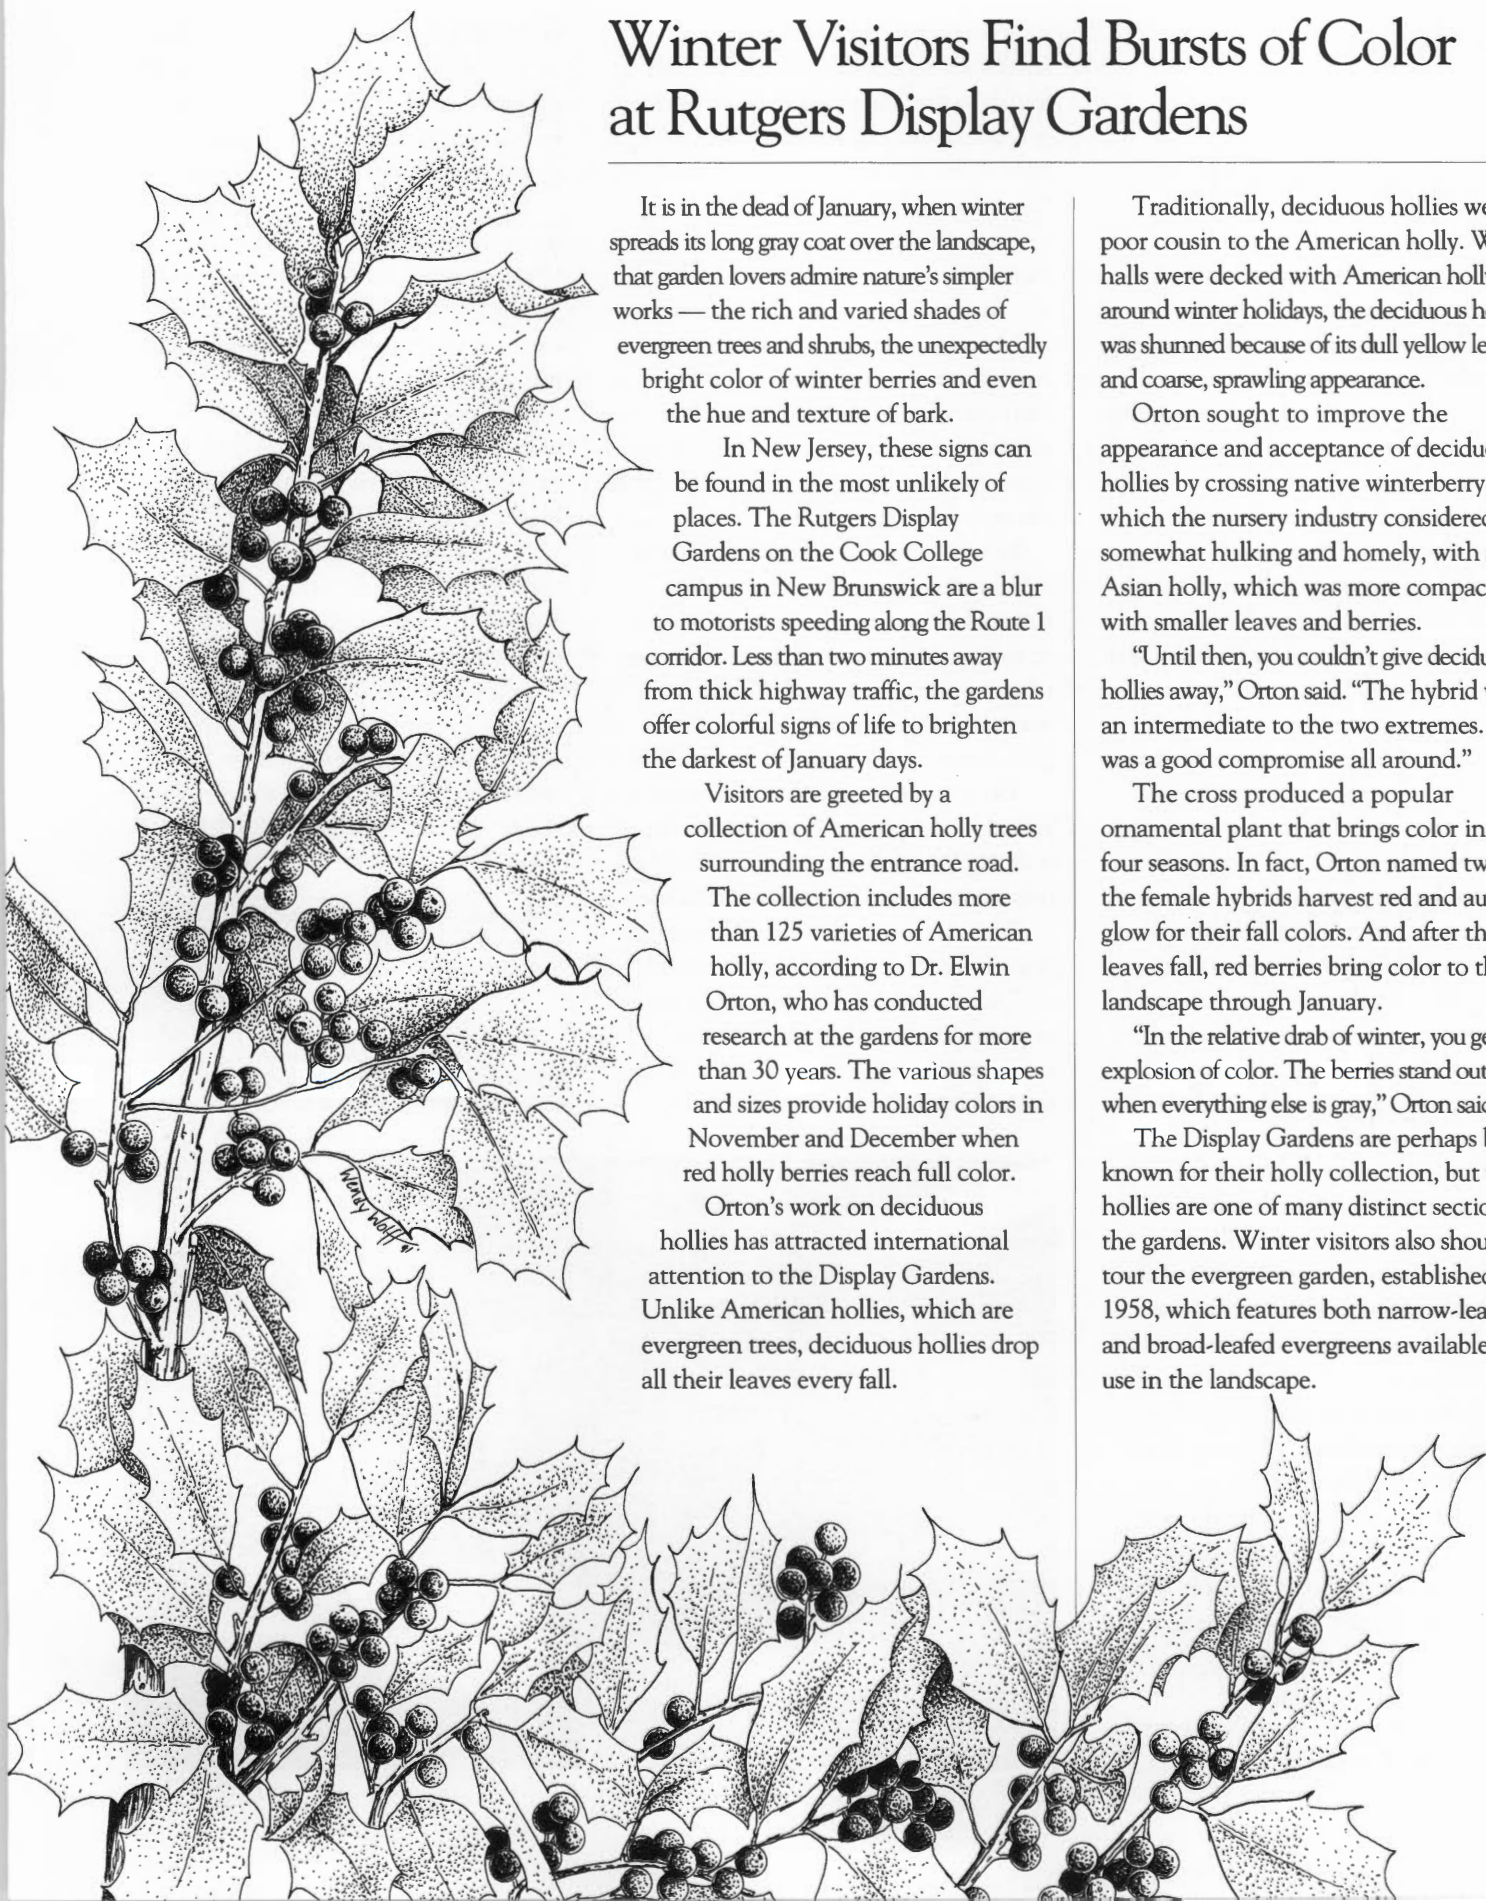 Winter Visitors Find Bursts of Color
at Rutgers Display Gardens
It is in the dead of January, when winter
spreads its long gray coat over the landscape,
that garden lovers admire nature's simpler
works — the rich and varied shades of
evergreen trees and shrubs, the unexpectedly
bright color of winter berries and even
the hue and texture of bark.
In New Jersey, these signs can
be found in the most unlikely of
places. The Rutgers Display
Gardens on the Cook College
campus in New Brunswick are a blur
to motorists speeding along the Route 1
corridor. Less than two minutes away
from thick highway traffic, the gardens
offer colorful signs of life to brighten
the darkest of January days.
Visitors are greeted by a
collection of American holly trees
surrounding the entrance road.
The collection includes more
than 125 varieties of American
holly, according to Dr. Elwin
Orton, who has conducted
research at the gardens for more
than 30 years. The various shapes
and sizes provide holiday colors in
November and December when
red holly berries reach full color.
Orton's work on deciduous
hollies has attracted international
attention to the Display Gardens.
Unlike American hollies, which are
evergreen trees, deciduous hollies drop
all their leaves every fall.
Traditionally, deciduous hollies we
poor cousin to the American holly. W
halls were decked with American holl
around winter holidays, the deciduous h
was shunned because of its dull yellow le
and coarse, sprawling appearance.
Orton sought to improve the
appearance and acceptance of decidu
hollies by crossing native winterberry
which the nursery industry considered
somewhat hulking and homely, with
Asian holly, which was more compac
with smaller leaves and berries.
"Until then, you couldn't give decidu
hollies away," Orton said. "The hybrid
an intermediate to the two extremes.
was a good compromise all around."
The cross produced a popular
ornamental plant that brings color in
four seasons. In fact, Orton named tw
the female hybrids harvest red and au
glow for their fall colors. And after th
leaves fall, red berries bring color to t
landscape through January.
"In the relative drab of winter, you ge
explosion of color. The berries stand out
when everything else is gray," Orton said
The Display Gardens are perhaps b
known for their holly collection, but
hollies are one of many distinct sectio
the gardens. Winter visitors also shou
tour the evergreen garden, established
1958, which features both narrow-lea
and broad-leafed evergreens available
use in the landscape.
Wendy Wolff